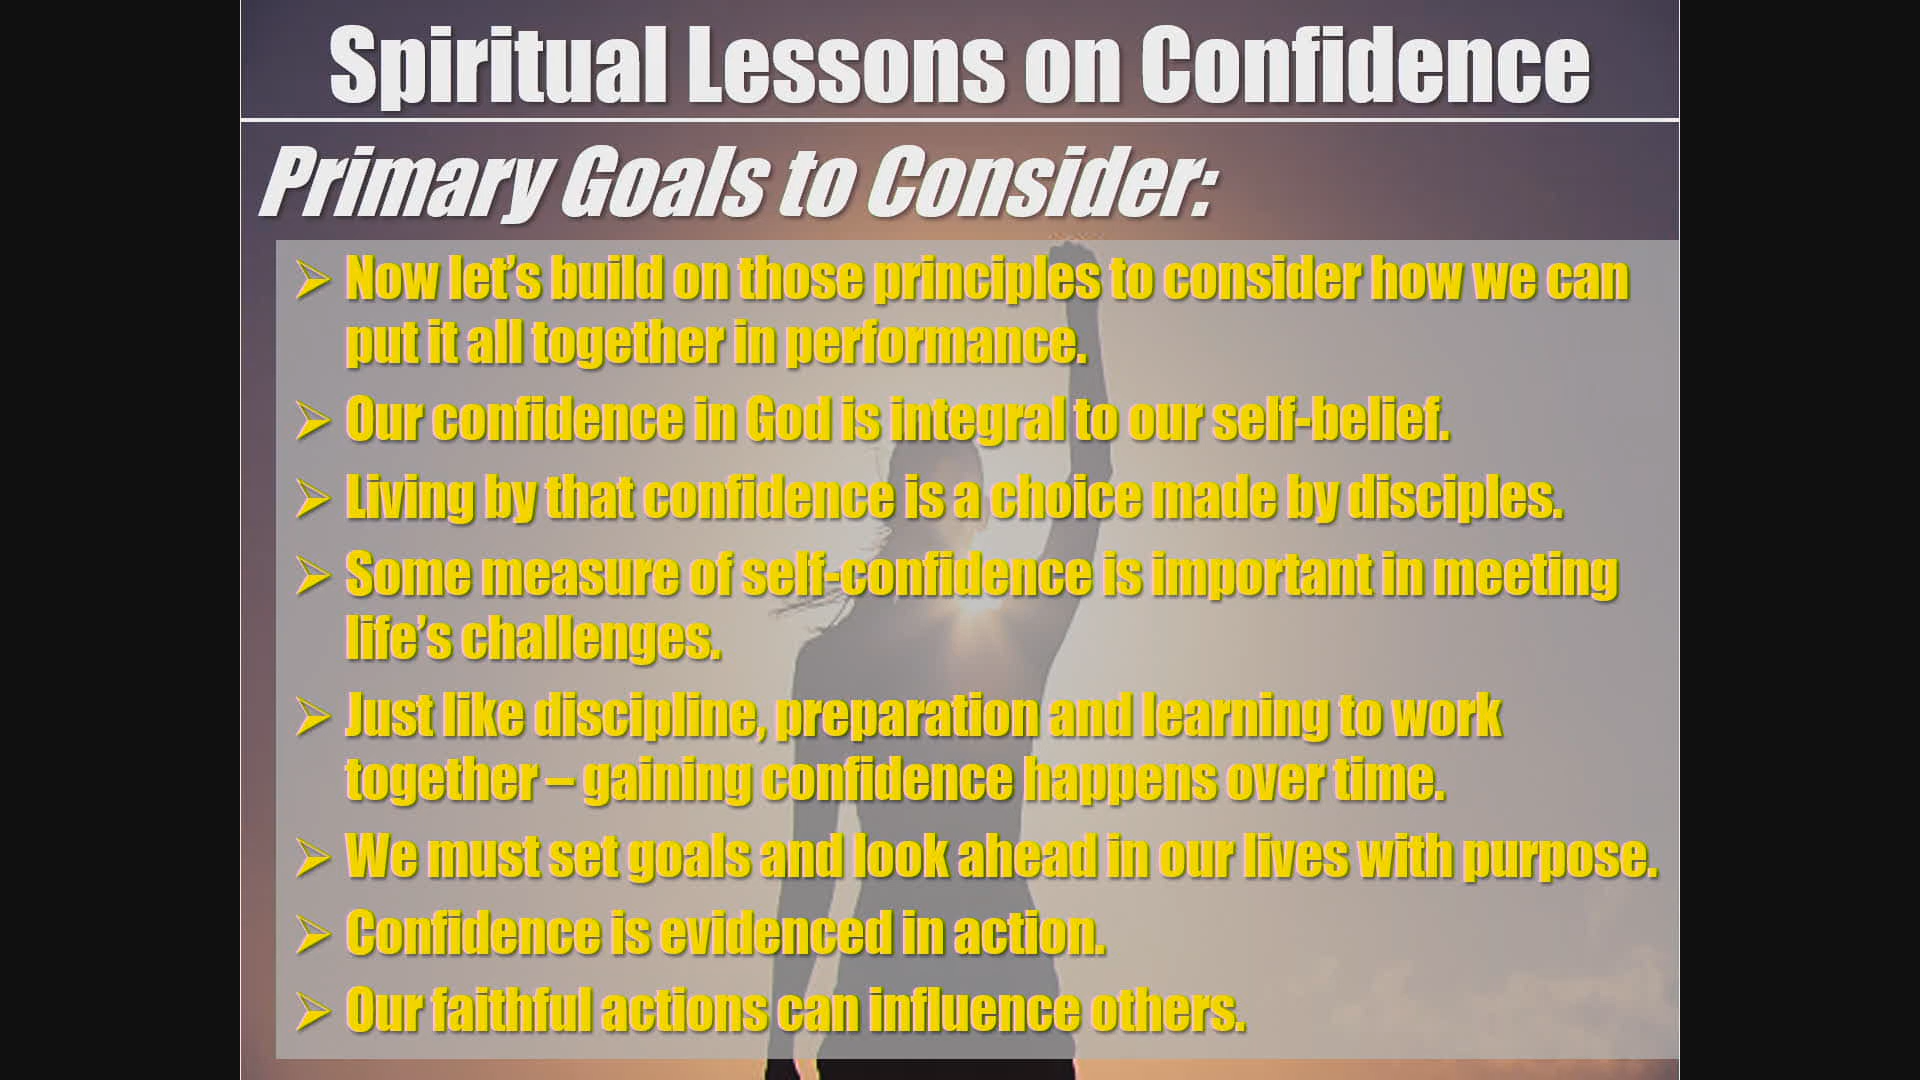 Spiritual Lessons on Confidence
Primary Goals to Consider:
➢ Now let’s build on those principles to consider how we can
put it all together in performance.
➢ Our confidence in God is integral to our self-belief.
➢ Living by that confidence is a choice made by disciples.
➢ Some measure of self-confidence is important in meeting
life’s challenges.
➢ Just like discipline, preparation and learning to work
together – gaining confidence happens over time.
➢ We must set goals and look ahead in our lives with purpose.
➢ Confidence is evidenced in action.
➢ Our faithful actions can influence others.